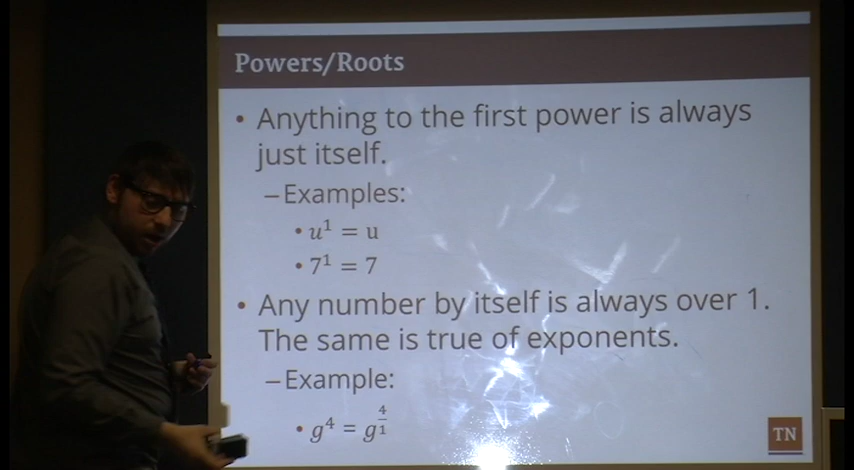 Powers/Roots
• Anything to the first power is always
just itself.
– Examples:
• u¹ = u
• 7¹ = 7
• Any number by itself is always over 1.
The same is true of exponents.
– Example:
• g⁴ = g^(4/1)
TN